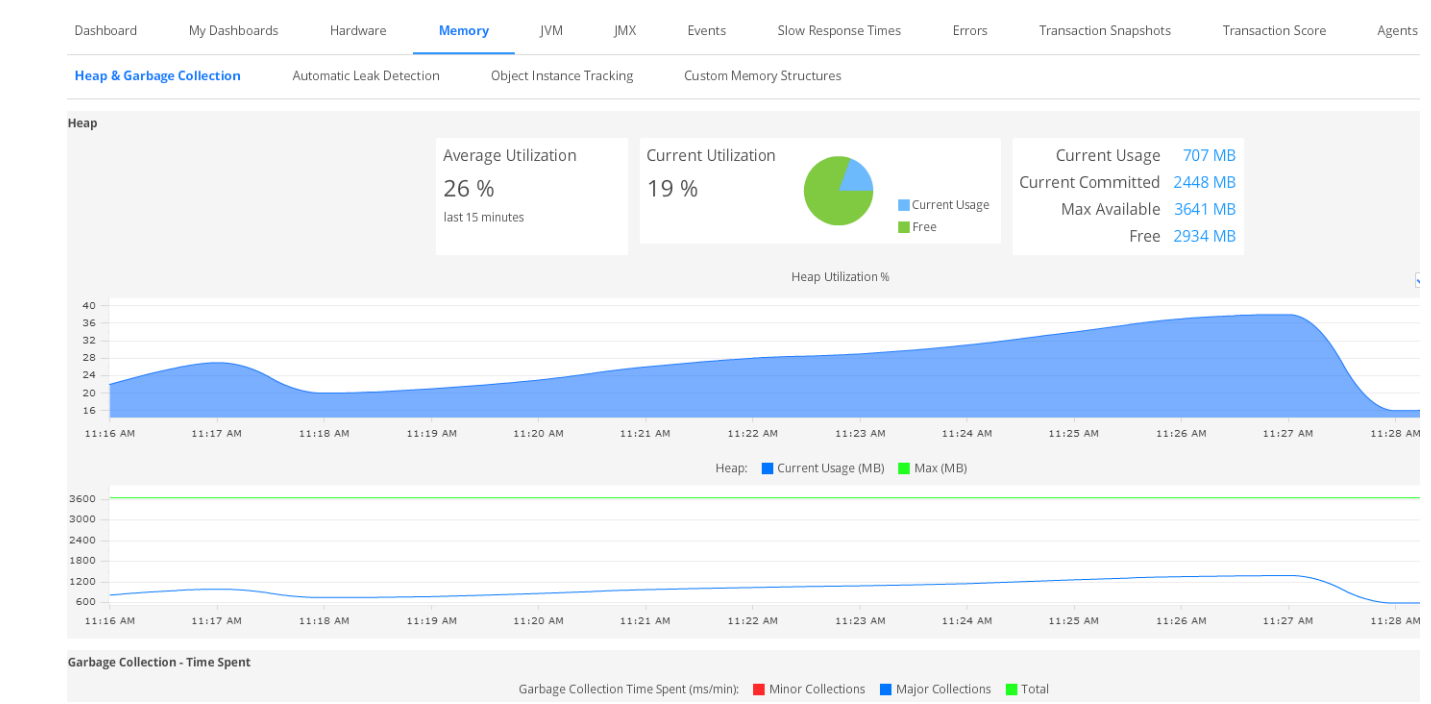 Dashboard My Dashboards Hardware Memory JVM JMX Events Slow Response Times Errors Transaction Snapshots Transaction Score Agents
Heap & Garbage Collection Automatic Leak Detection Object Instance Tracking Custom Memory Structures
Heap
Average Utilization
26 %
last 15 minutes
Current Utilization
19 %
Current Usage
Free
Current Usage 707 MB
Current Committed 2448 MB
Max Available 3641 MB
Free 2934 MB
Heap Utilization %
40
36
32
28
24
20
16
11:16 AM 11:17 AM 11:18 AM 11:19 AM 11:20 AM 11:21 AM 11:22 AM 11:23 AM 11:24 AM 11:25 AM 11:26 AM 11:27 AM 11:28 AM
Heap: Current Usage (MB) Max (MB)
3600
3000
2400
1800
1200
600
11:16 AM 11:17 AM 11:18 AM 11:19 AM 11:20 AM 11:21 AM 11:22 AM 11:23 AM 11:24 AM 11:25 AM 11:26 AM 11:27 AM 11:28 AM
Garbage Collection - Time Spent
Garbage Collection Time Spent (ms/min): Minor Collections Major Collections Total